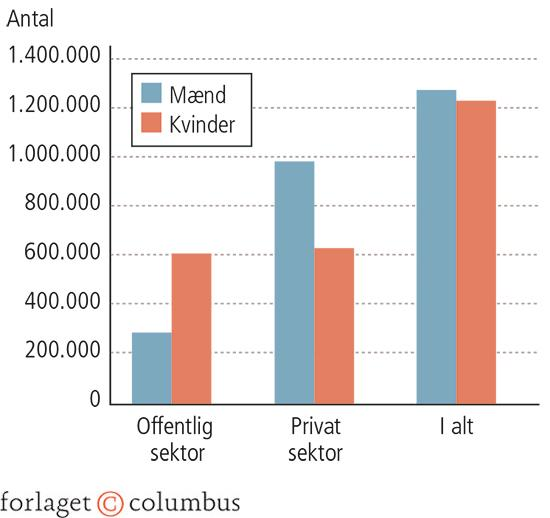 Antal
1.400.000
1.200.000
1.000.000
800.000
600.000
400.000
200.000
0
Mænd
Kvinder
Offentlig
sektor
Privat
sektor
I alt
forlaget © columbus